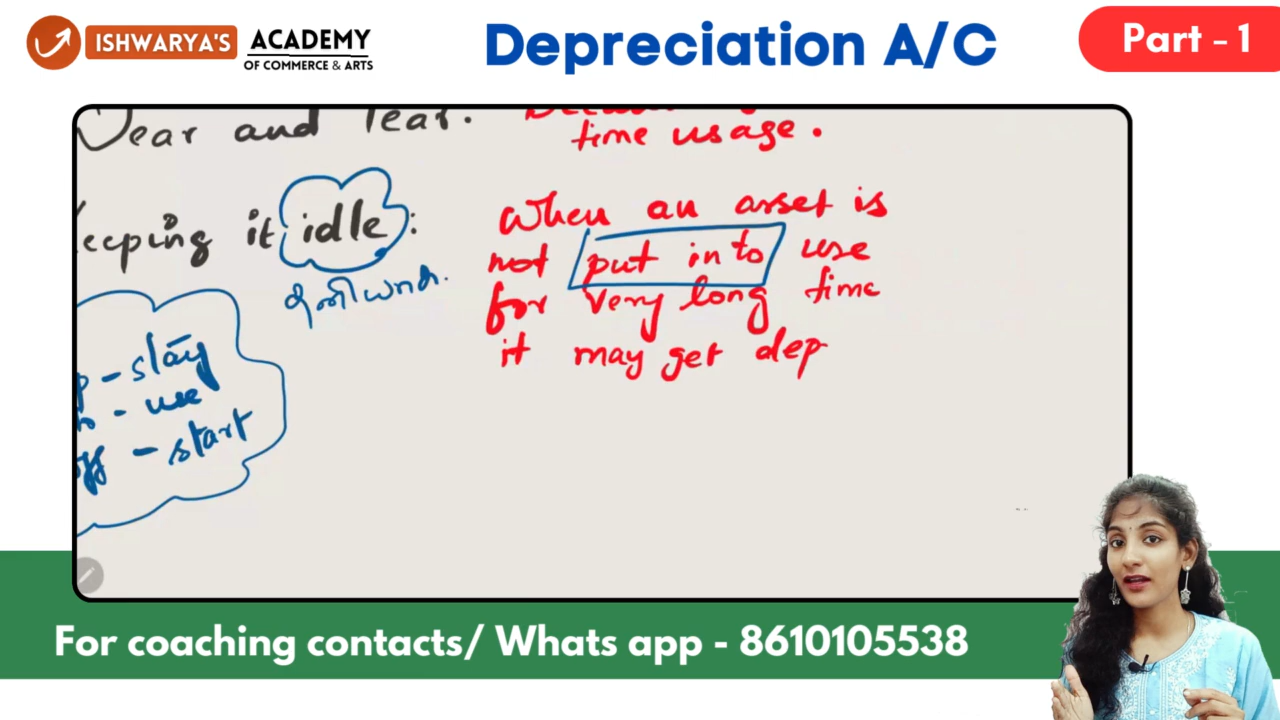 ISHWARYA'S ACADEMY
OF COMMERCE & ARTS
Depreciation A/C
Part - 1
Wear and Tear.
time usage.
eeping it idle:
தனியாக.
When an asset is
not put into use
for very long time
it may get dep
- stay
- use
- start
For coaching contacts/ Whats app - 8610105538